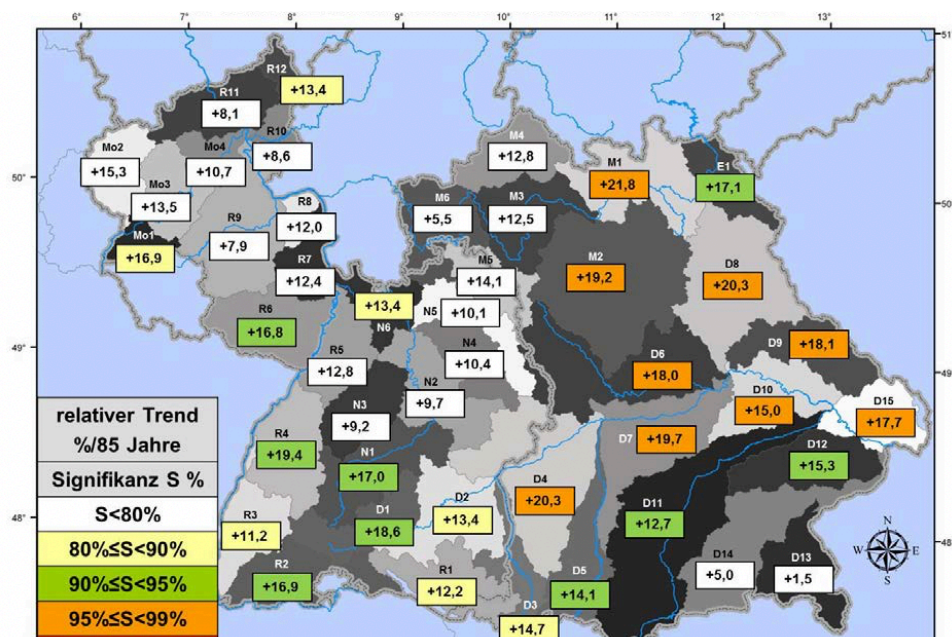 6° 7° 8° 9° 10° 11° 12° 13°
51
R12
+13,4
R11
+8,1
R10
+8,6
Mo2
+15,3
Mo4
+10,7
Mo3
+13,5
Mo1
+16,9
R9
+7,9
R8
+12,0
R7
+12,4
R6
+16,8
R5
+12,8
R4
+19,4
R3
+11,2
R2
+16,9
R1
+12,2
M4
+12,8
M1
+21,8
E1
+17,1
M6
+5,5
M3
+12,5
M5
+14,1
M2
+19,2
D8
+20,3
+13,4
N6
N5
+10,1
N4
+10,4
N2
+9,7
N3
+9,2
N1
+17,0
D9
+18,1
D6
+18,0
D10
+15,0
D15
+17,7
D7
+19,7
D12
+15,3
D4
+20,3
D2
+13,4
D1
+18,6
D11
+12,7
D5
+14,1
D3
+14,7
D14
+5,0
D13
+1,5
50° 50°
49° 49°
48° 48°
N
W E
S
relativer Trend
%/85 Jahre
Signifikanz S %
S<80%
80%≤S<90%
90%≤S<95%
95%≤S<99%